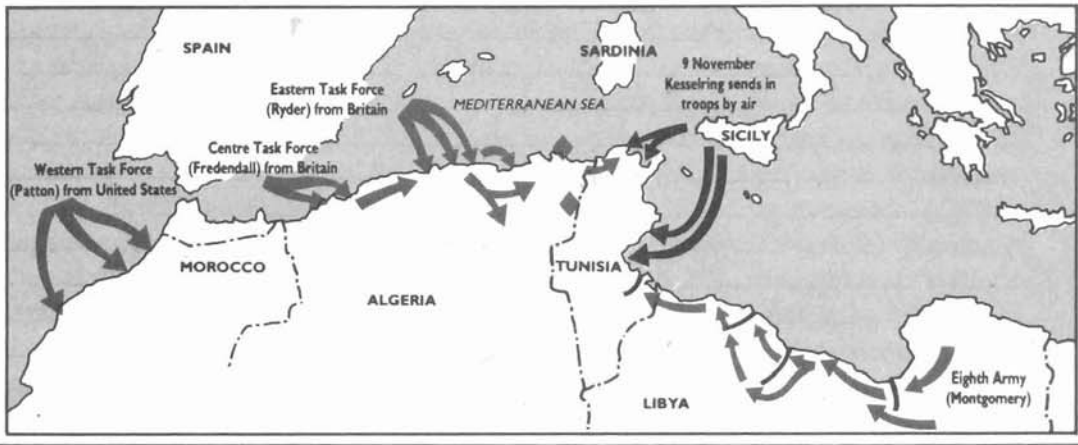 SPAIN
SARDINIA
9 November
Kesselring sends in
troops by air
Eastern Task Force
(Ryder) from Britain
MEDITERRANEAN SEA
SICILY
Centre Task Force
(Fredendall) from Britain
Western Task Force
(Patton) from United States
MOROCCO
ALGERIA
TUNISIA
LIBYA
Eighth Army
(Montgomery)